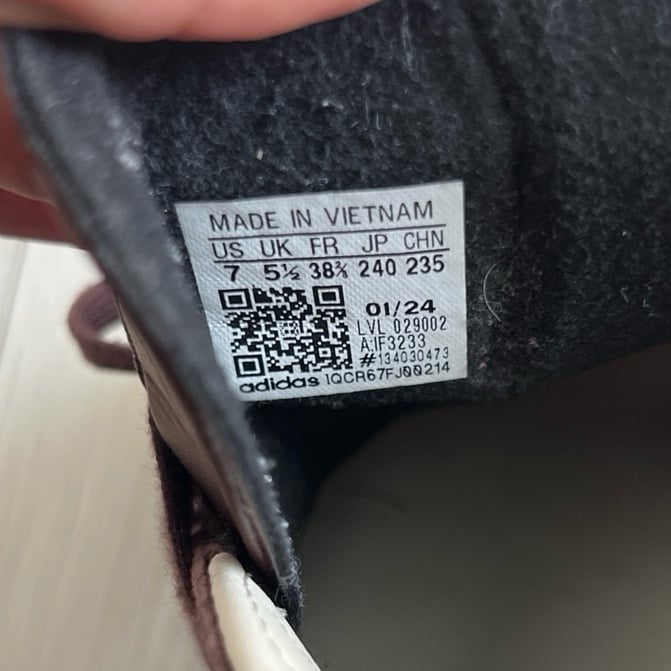 MADE IN VIETNAM
US UK FR JP CHN
7 5½ 38⅔ 240 235
01/24
LVL 029002
A:IF3233
#134030473
adidas 1QCR67FJ00214